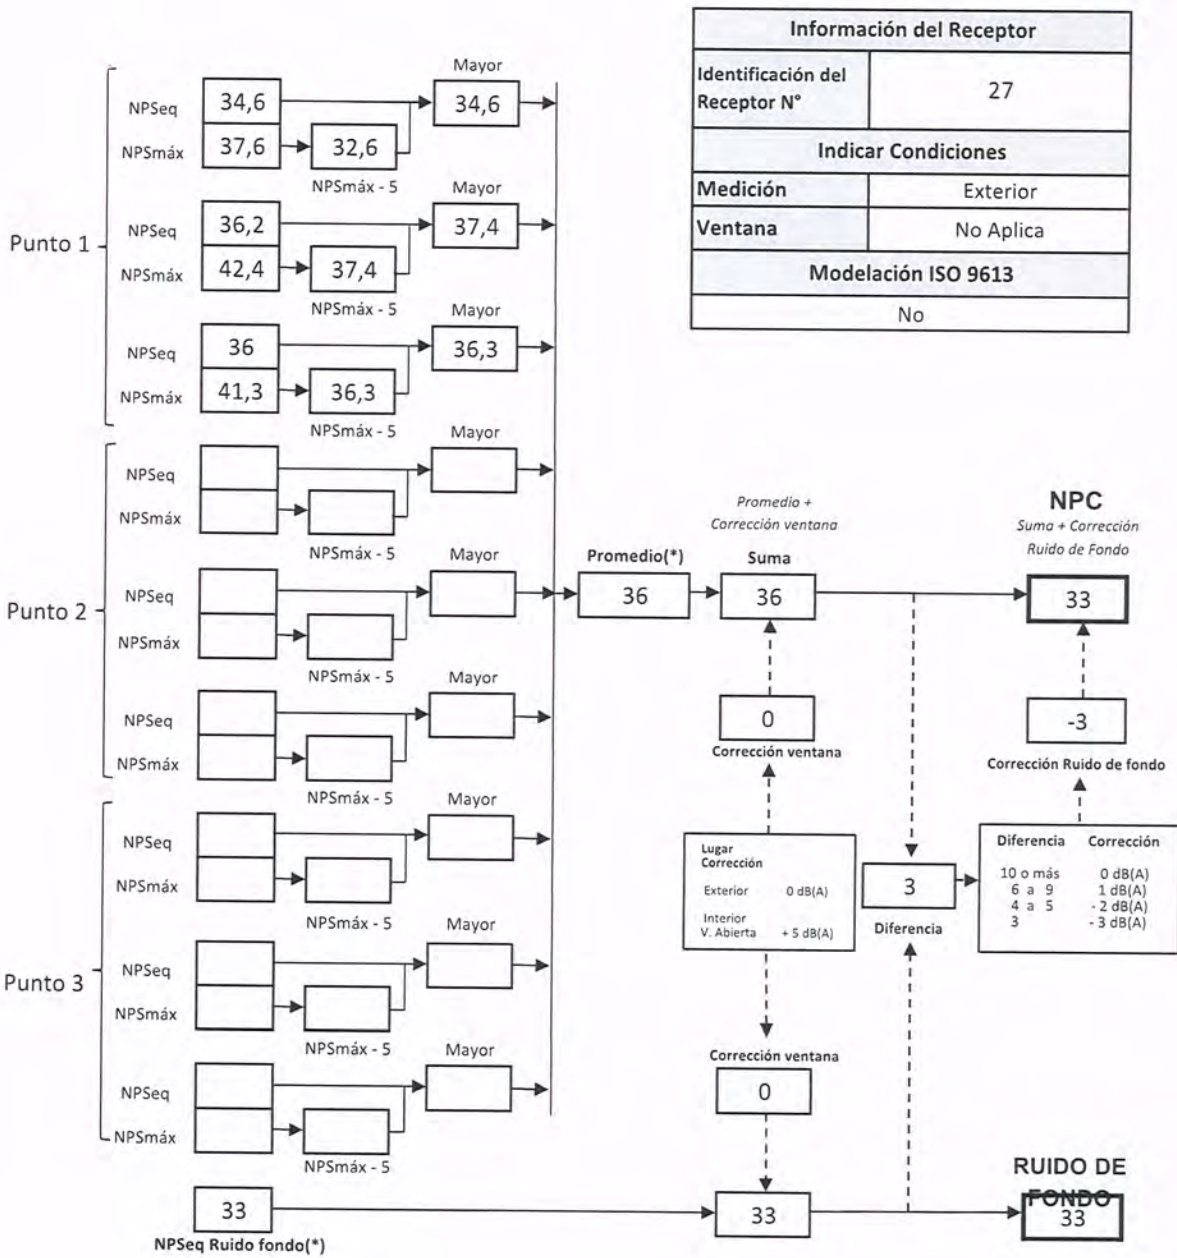 Información del Receptor
Identificación del Receptor N° 27
Indicar Condiciones
Medición Exterior
Ventana No Aplica
Modelación ISO 9613
No
Punto 1
Mayor
NPSeq 34,6 34,6
NPSmáx 37,6 32,6
NPSmáx - 5
Mayor
NPSeq 36,2 37,4
NPSmáx 42,4 37,4
NPSmáx - 5
Mayor
NPSeq 36 36,3
NPSmáx 41,3 36,3
NPSmáx - 5
Punto 2
Mayor
NPSeq
NPSmáx
NPSmáx - 5
Mayor
NPSeq
NPSmáx
NPSmáx - 5
Mayor
NPSeq
NPSmáx
NPSmáx - 5
Punto 3
Mayor
NPSeq
NPSmáx
NPSmáx - 5
Mayor
NPSeq
NPSmáx
NPSmáx - 5
Mayor
NPSeq
NPSmáx
NPSmáx - 5
33
NPSeq Ruido fondo(*)
Promedio(*)
36
Promedio +
Corrección ventana
Suma
36
0
Corrección ventana
Lugar
Corrección
Exterior 0 dB(A)
Interior
V. Abierta + 5 dB(A)
Corrección ventana
0
33
NPC
Suma + Corrección
Ruido de Fondo
33
-3
Corrección Ruido de fondo
Diferencia Corrección
10 o más 0 dB(A)
6 a 9 1 dB(A)
4 a 5 - 2 dB(A)
3 - 3 dB(A)
3
Diferencia
RUIDO DE
FONDO
33